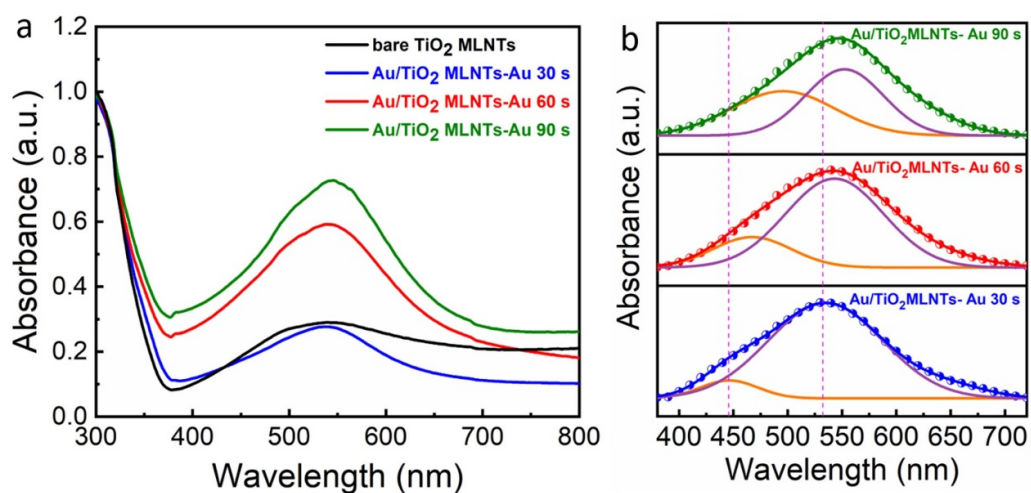 a
1.2
1.0
0.8
0.6
0.4
0.2
0.0
Absorbance (a.u.)
bare TiO₂ MLNTs
Au/TiO₂ MLNTs-Au 30 s
Au/TiO₂ MLNTs-Au 60 s
Au/TiO₂ MLNTs-Au 90 s
300 400 500 600 700 800
Wavelength (nm)
b
Absorbance (a.u.)
Au/TiO₂MLNTs- Au 90 s
Au/TiO₂MLNTs- Au 60 s
Au/TiO₂MLNTs- Au 30 s
400 450 500 550 600 650 700
Wavelength (nm)